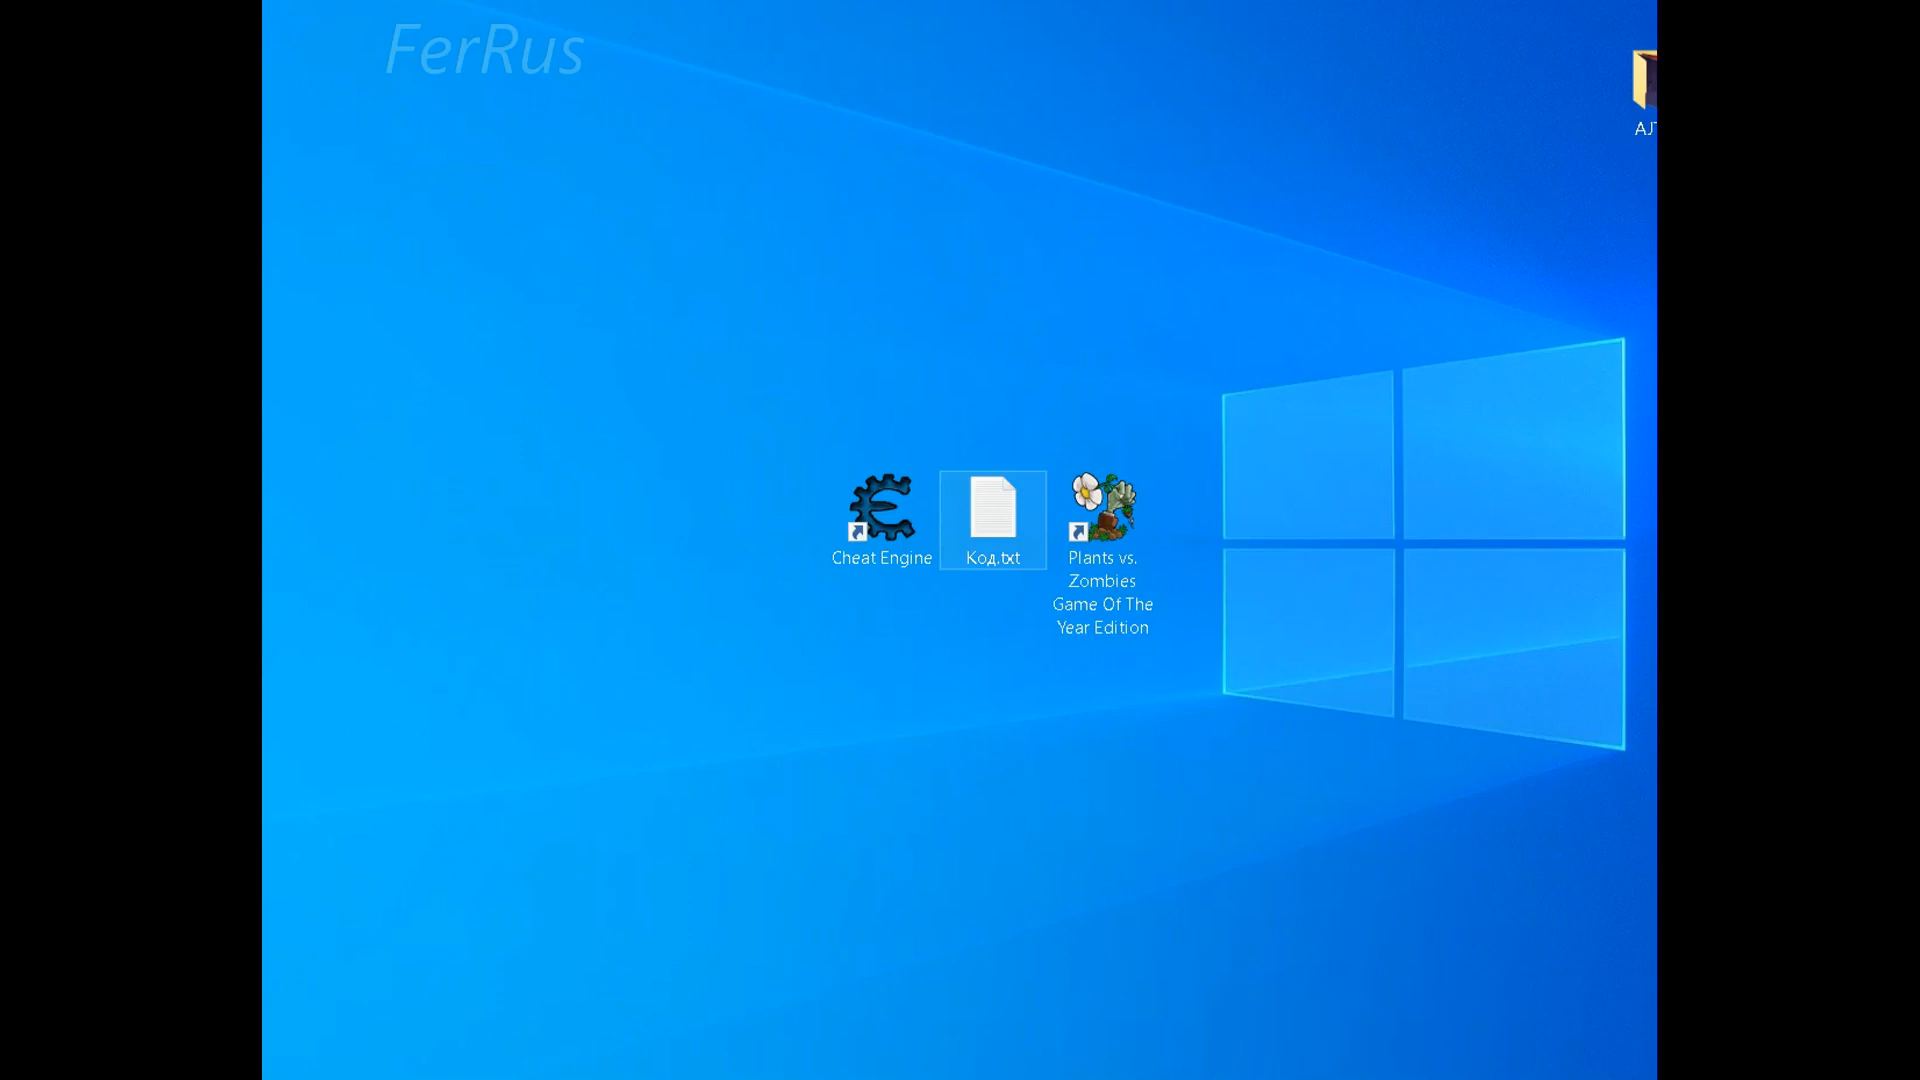 FerRus
Cheat Engine
Код.txt
Plants vs.
Zombies
Game Of The
Year Edition